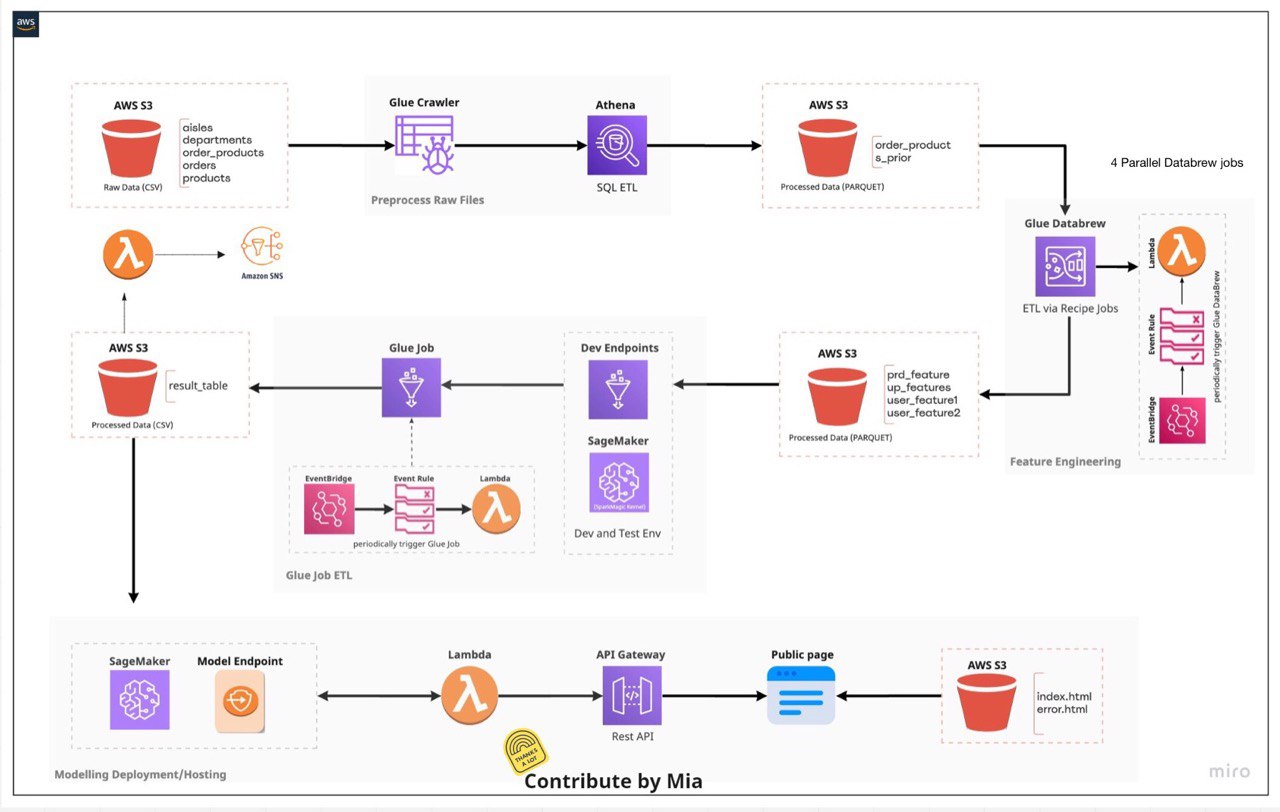 aws
AWS S3
aisles
departments
order_products
orders
products
Raw Data (CSV)
Glue Crawler
Athena
SQL ETL
Preprocess Raw Files
AWS S3
order_product
s_prior
Processed Data (PARQUET)
4 Parallel Databrew jobs
Glue Databrew
ETL via Recipe Jobs
Lambda
Event Rule
EventBridge
periodically trigger Glue DataBrew
Feature Engineering
Amazon SNS
AWS S3
result_table
Processed Data (CSV)
Glue Job
Dev Endpoints
SageMaker
(SparkMagic Kernel)
Dev and Test Env
EventBridge
Event Rule
Lambda
periodically trigger Glue Job
Glue Job ETL
AWS S3
prd_feature
up_features
user_feature1
user_feature2
Processed Data (PARQUET)
SageMaker
Model Endpoint
Lambda
API Gateway
Rest API
Public page
AWS S3
index.html
error.html
Modelling Deployment/Hosting
THANKS
A LOT
Contribute by Mia
miro